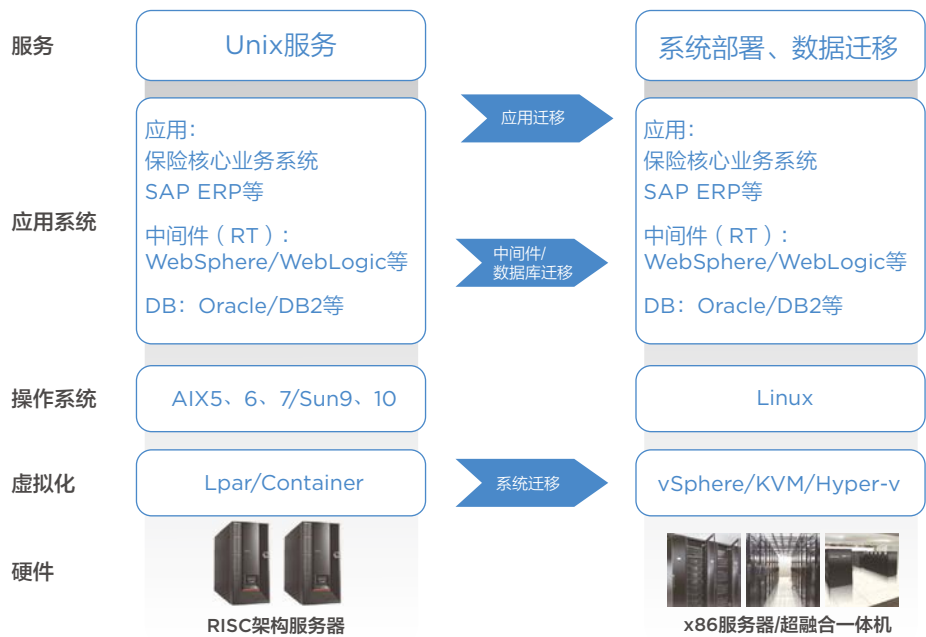 服务
Unix服务
系统部署、数据迁移
应用系统
应用：
保险核心业务系统
SAP ERP等
中间件（RT）：
WebSphere/WebLogic等
DB：Oracle/DB2等
应用迁移
中间件/
数据库迁移
应用：
保险核心业务系统
SAP ERP等
中间件（RT）：
WebSphere/WebLogic等
DB：Oracle/DB2等
操作系统
AIX5、6、7/Sun9、10
Linux
虚拟化
Lpar/Container
系统迁移
vSphere/KVM/Hyper-v
硬件
RISC架构服务器
x86服务器/超融合一体机